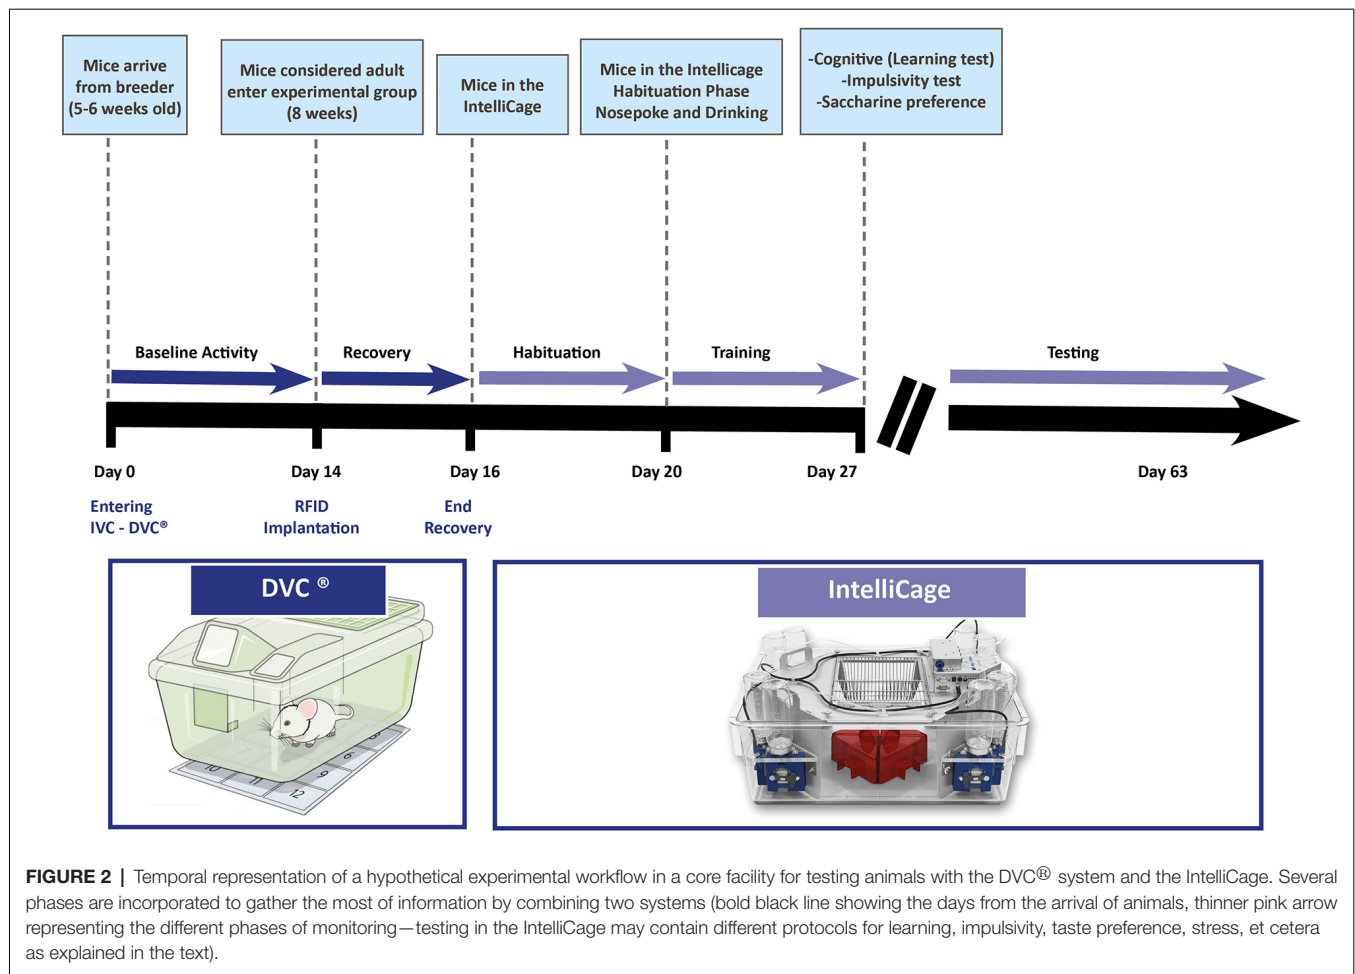 Mice arrive
from breeder
(5-6 weeks old)
Mice considered adult
enter experimental group
(8 weeks)
Mice in the
IntelliCage
Mice in the Intellicage
Habituation Phase
Nosepoke and Drinking
-Cognitive (Learning test)
-Impulsivity test
-Saccharine preference
Baseline Activity
Recovery
Habituation
Training
Testing
Day 0
Day 14
Day 16
Day 20
Day 27
Day 63
Entering
IVC - DVC®
RFID
Implantation
End
Recovery
DVC ®
10
11
12
9
6
IntelliCage
FIGURE 2 | Temporal representation of a hypothetical experimental workflow in a core facility for testing animals with the DVC® system and the IntelliCage. Several
phases are incorporated to gather the most of information by combining two systems (bold black line showing the days from the arrival of animals, thinner pink arrow
representing the different phases of monitoring—testing in the IntelliCage may contain different protocols for learning, impulsivity, taste preference, stress, et cetera
as explained in the text).